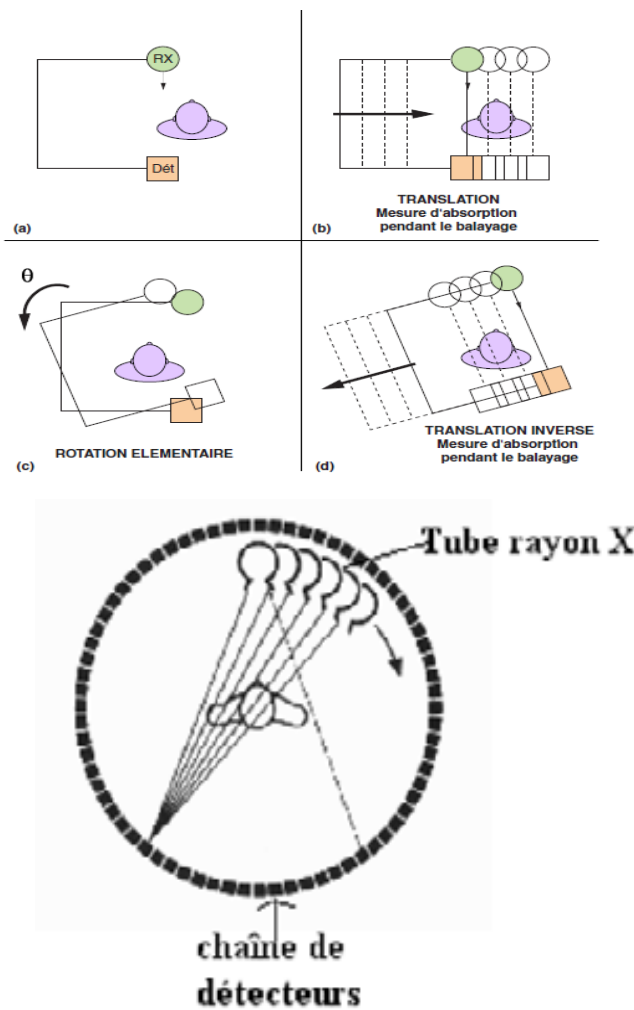 RX
Dét
(a)
TRANSLATION
Mesure d'absorption
pendant le balayage
(b)
θ
ROTATION ELEMENTAIRE
(c)
TRANSLATION INVERSE
Mesure d'absorption
pendant le balayage
(d)
Tube rayon X
chaîne de
détecteurs